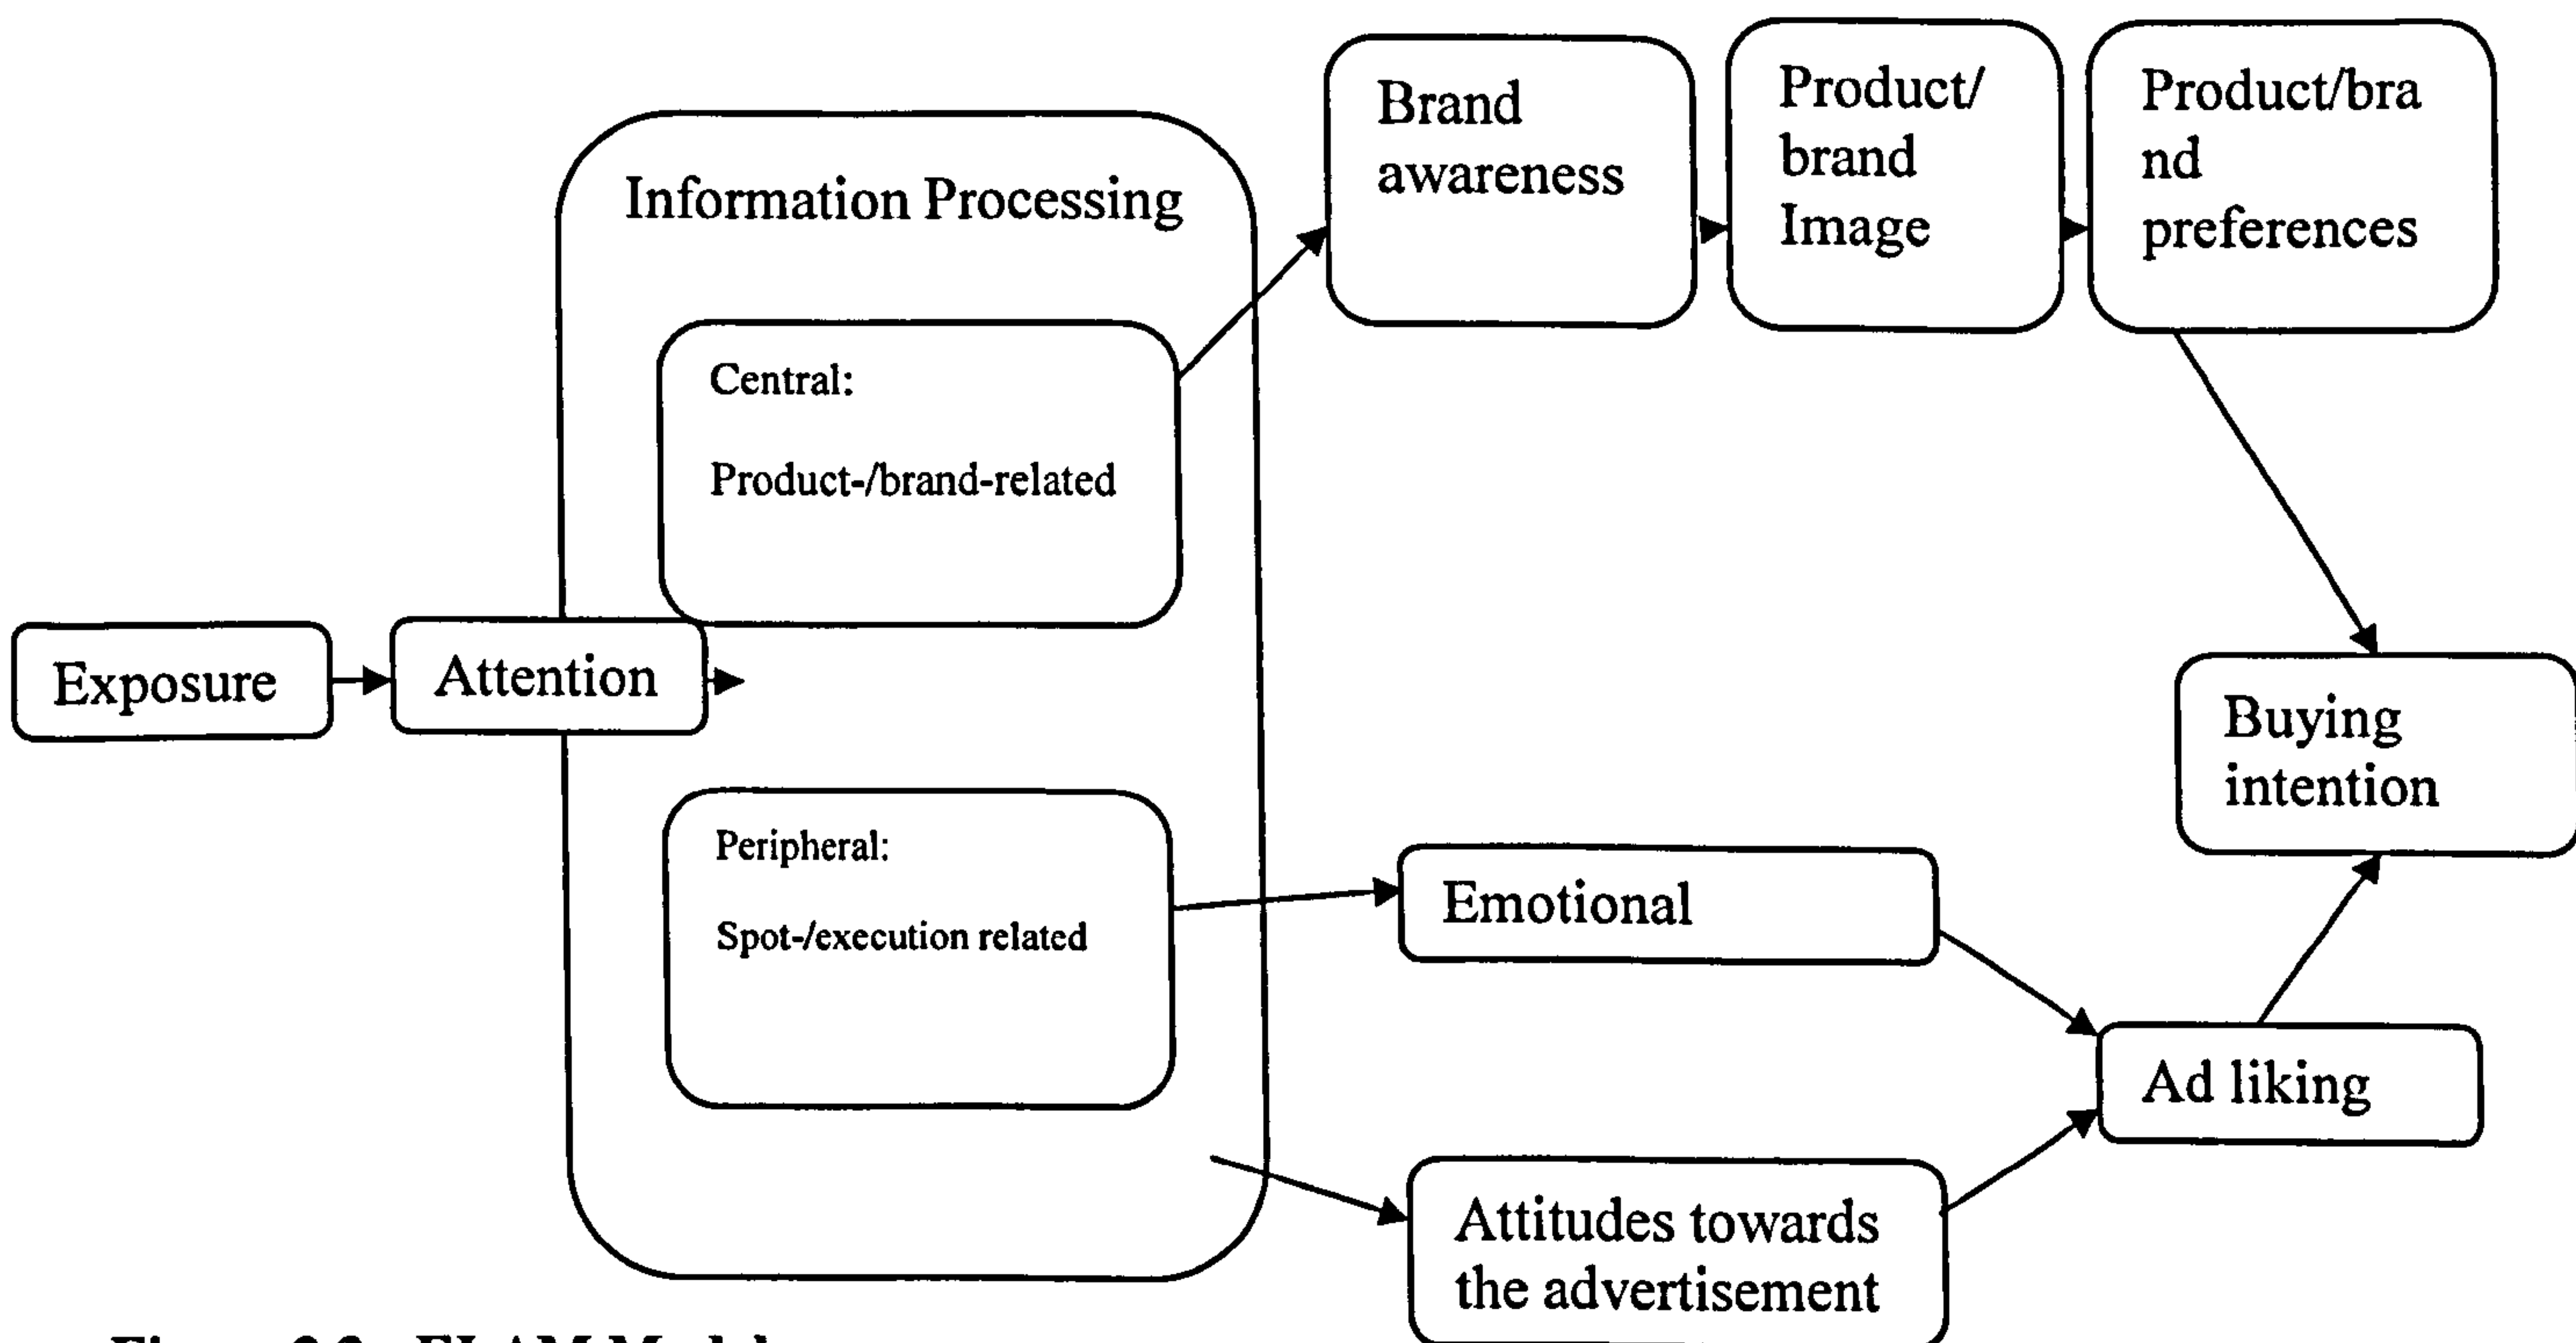 Information Processing
Central:
Product-/brand-related
Exposure
Attention
Peripheral:
Spot-/execution related
Brand
awareness
Product/
brand
Image
Product/bra
nd
preferences
Buying
intention
Emotional
Ad liking
Attitudes towards
the advertisement